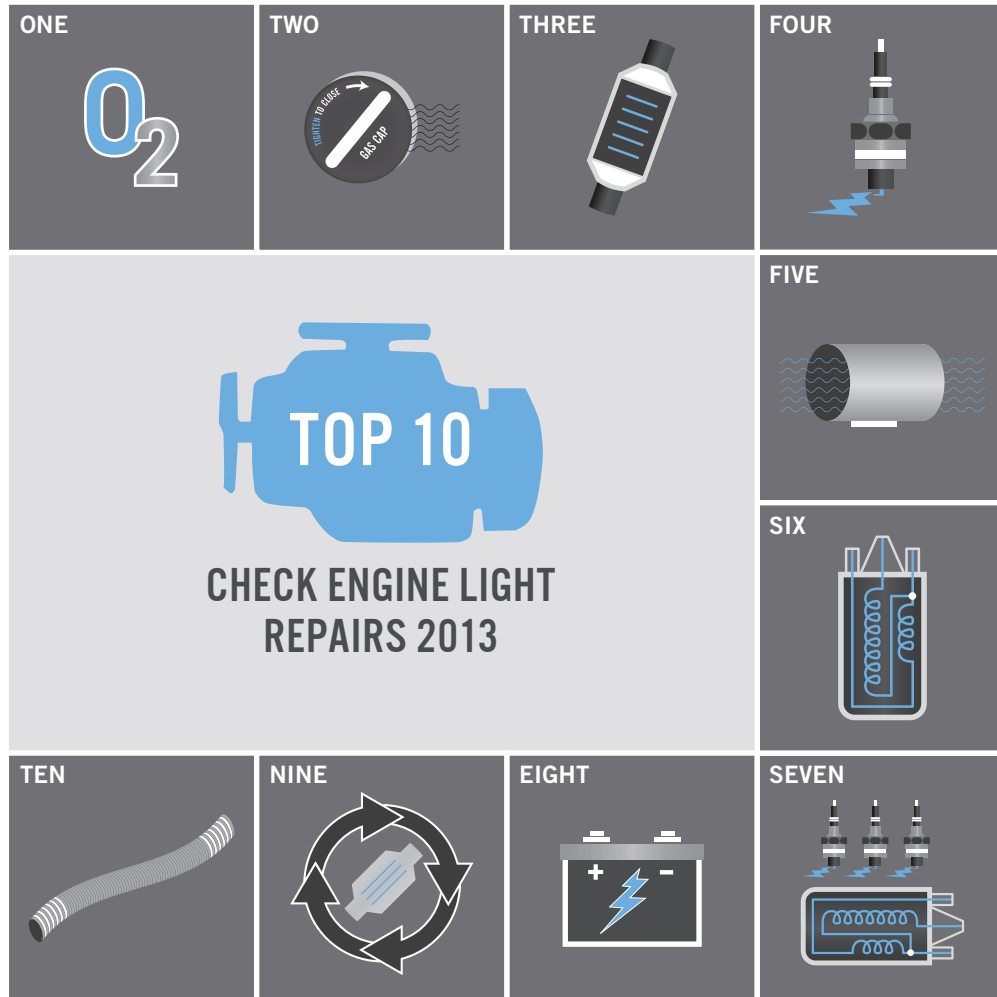 ONE
O2
TWO
TIGHTEN TO CLOSE
GAS CAP
THREE
FOUR
TOP 10
CHECK ENGINE LIGHT
REPAIRS 2013
FIVE
SIX
TEN
NINE
EIGHT
+ -
SEVEN